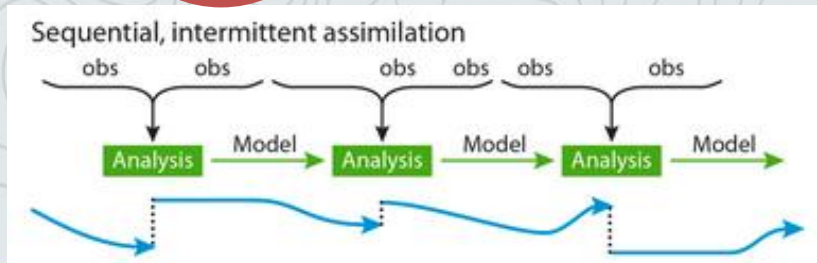 Sequential, intermittent assimilation
obs obs obs obs obs obs
Analysis Model Analysis Model Analysis Model